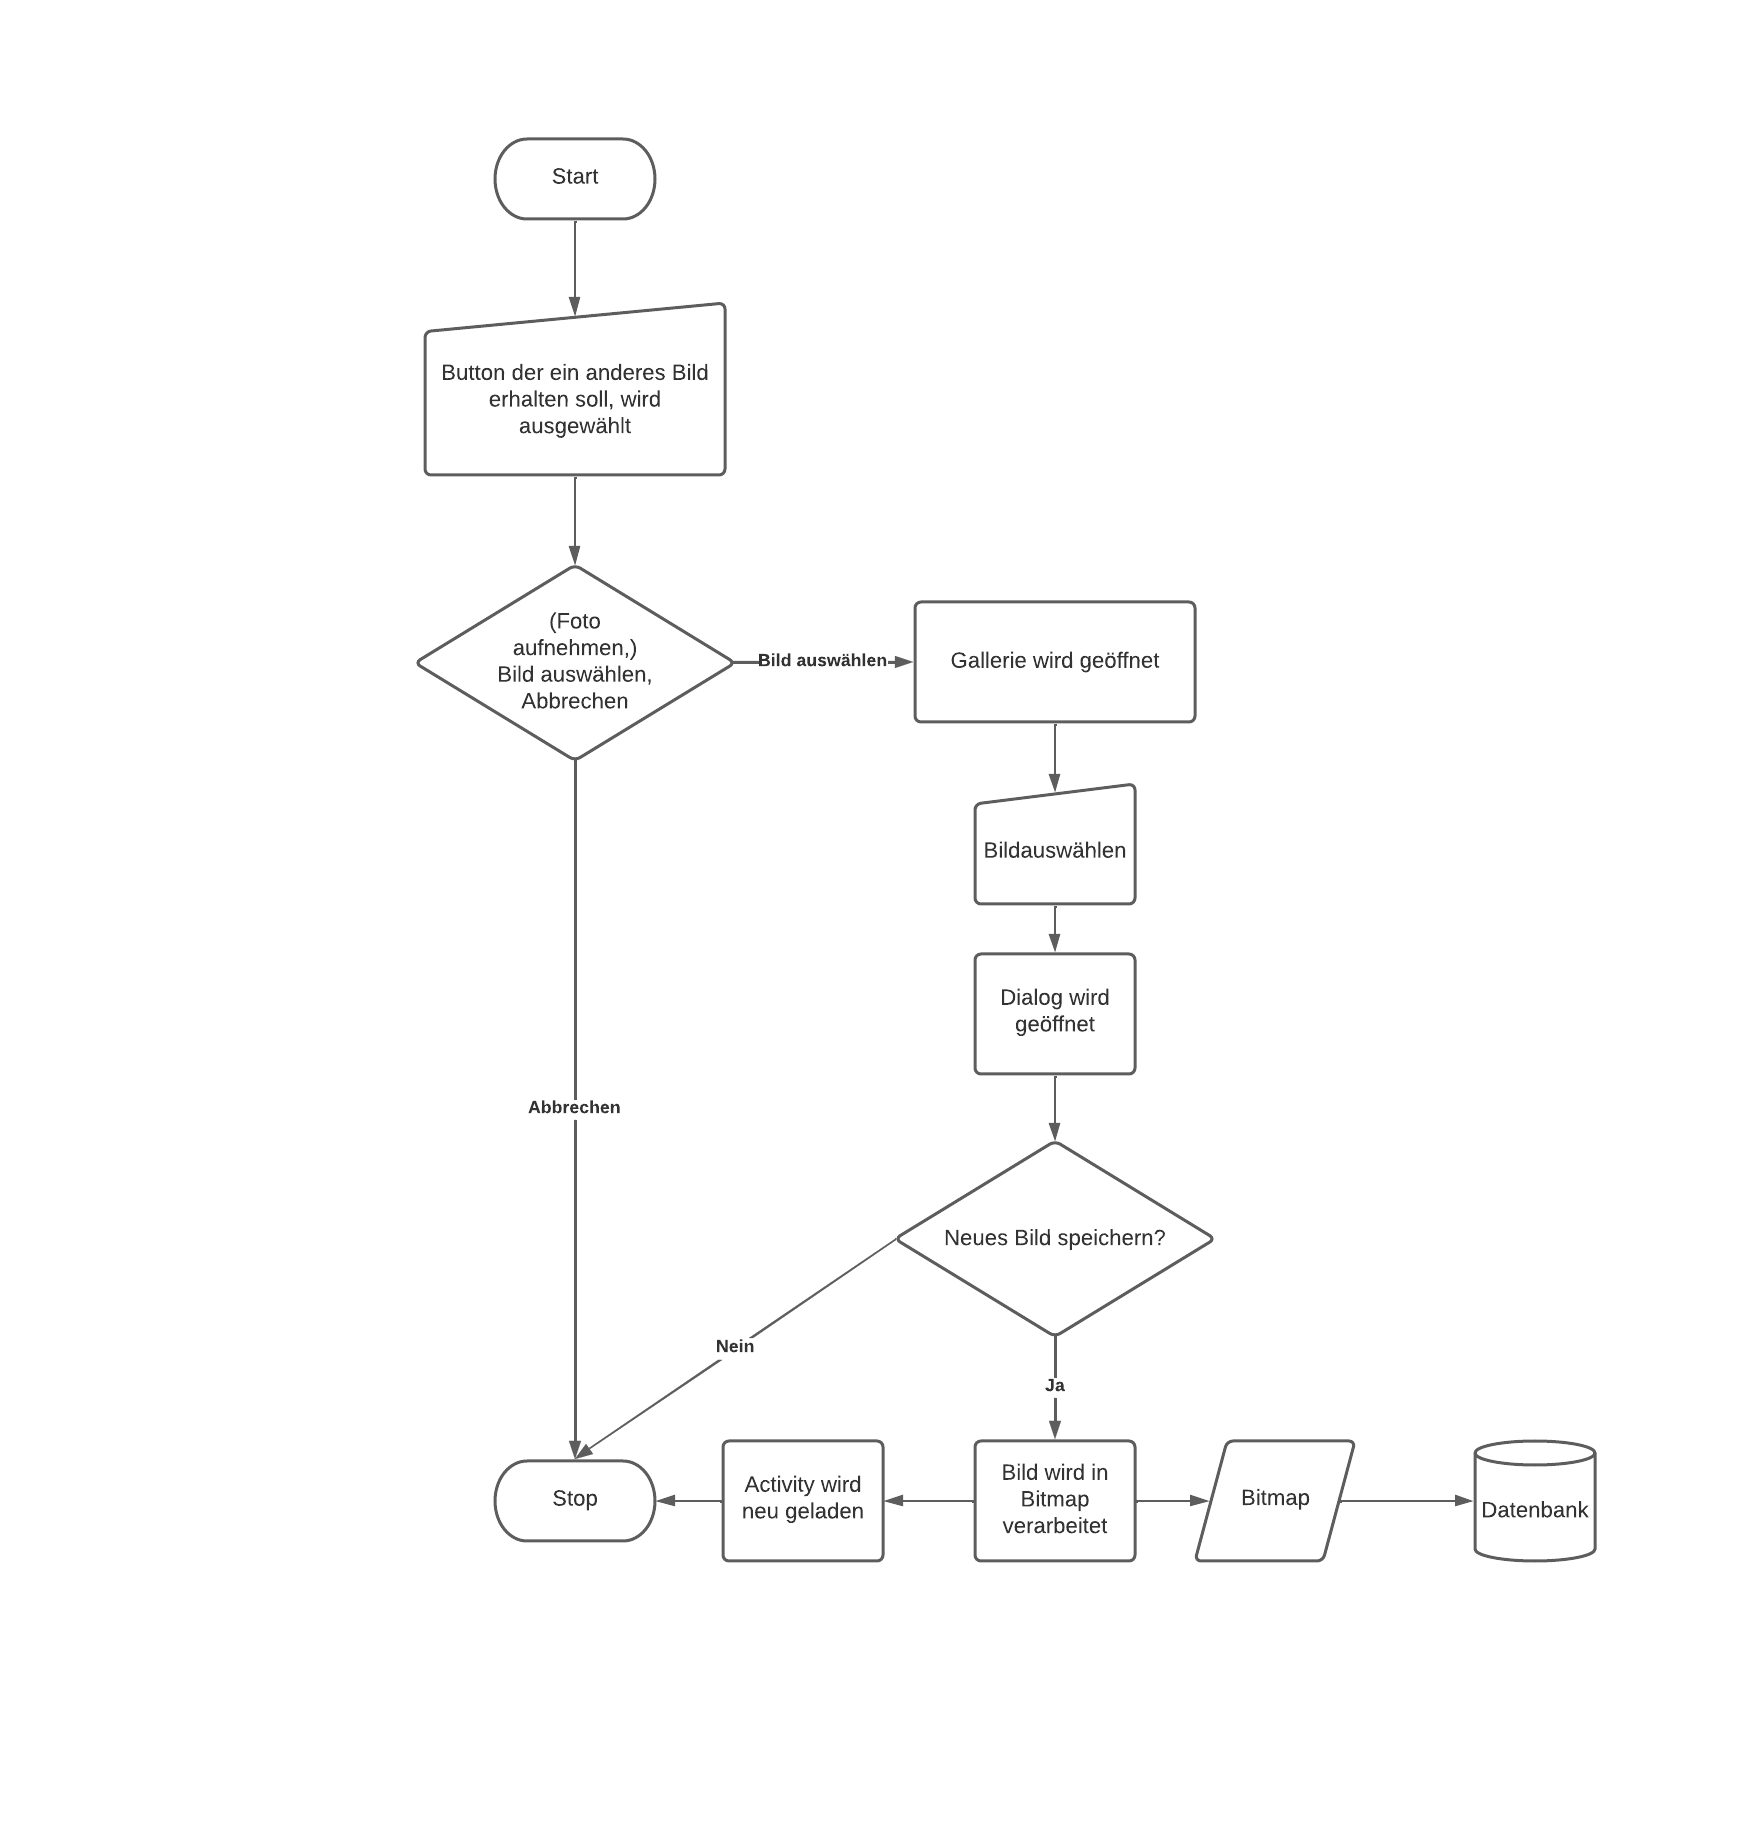 Start
Button der ein anderes Bild
erhalten soll, wird
ausgewählt
(Foto
aufnehmen,)
Bild auswählen,
Abbrechen
Bild auswählen
Gallerie wird geöffnet
Bildauswählen
Dialog wird
geöffnet
Abbrechen
Neues Bild speichern?
Nein
Ja
Stop
Activity wird
neu geladen
Bild wird in
Bitmap
verarbeitet
Bitmap
Datenbank